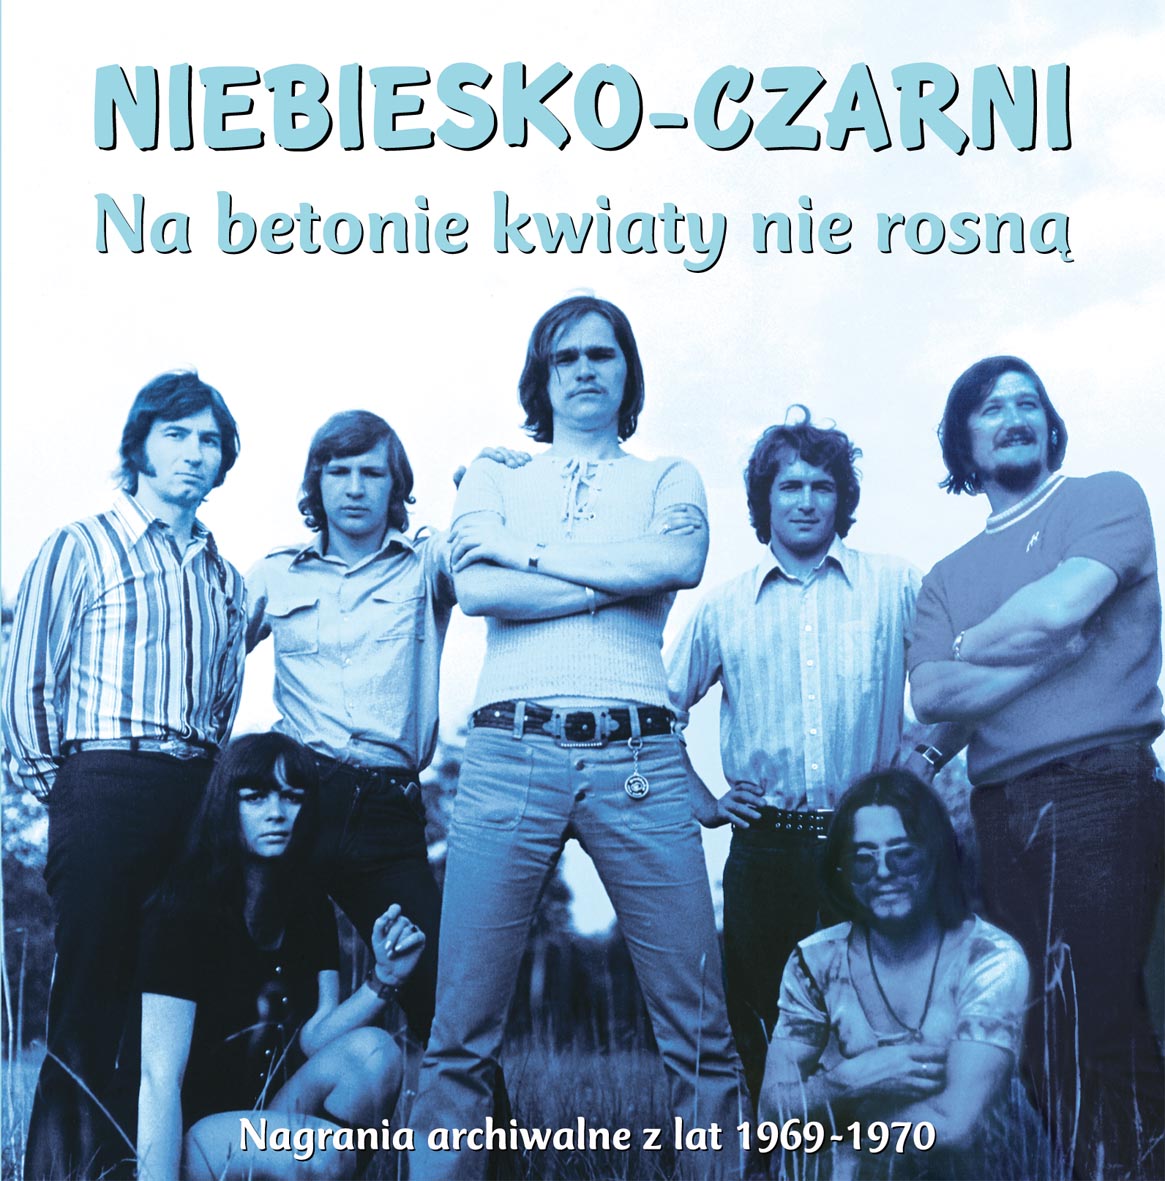 NIEBIESKO-CZARNI
Na betonie kwiaty nie rosną
Nagrania archiwalne z lat 1969-1970